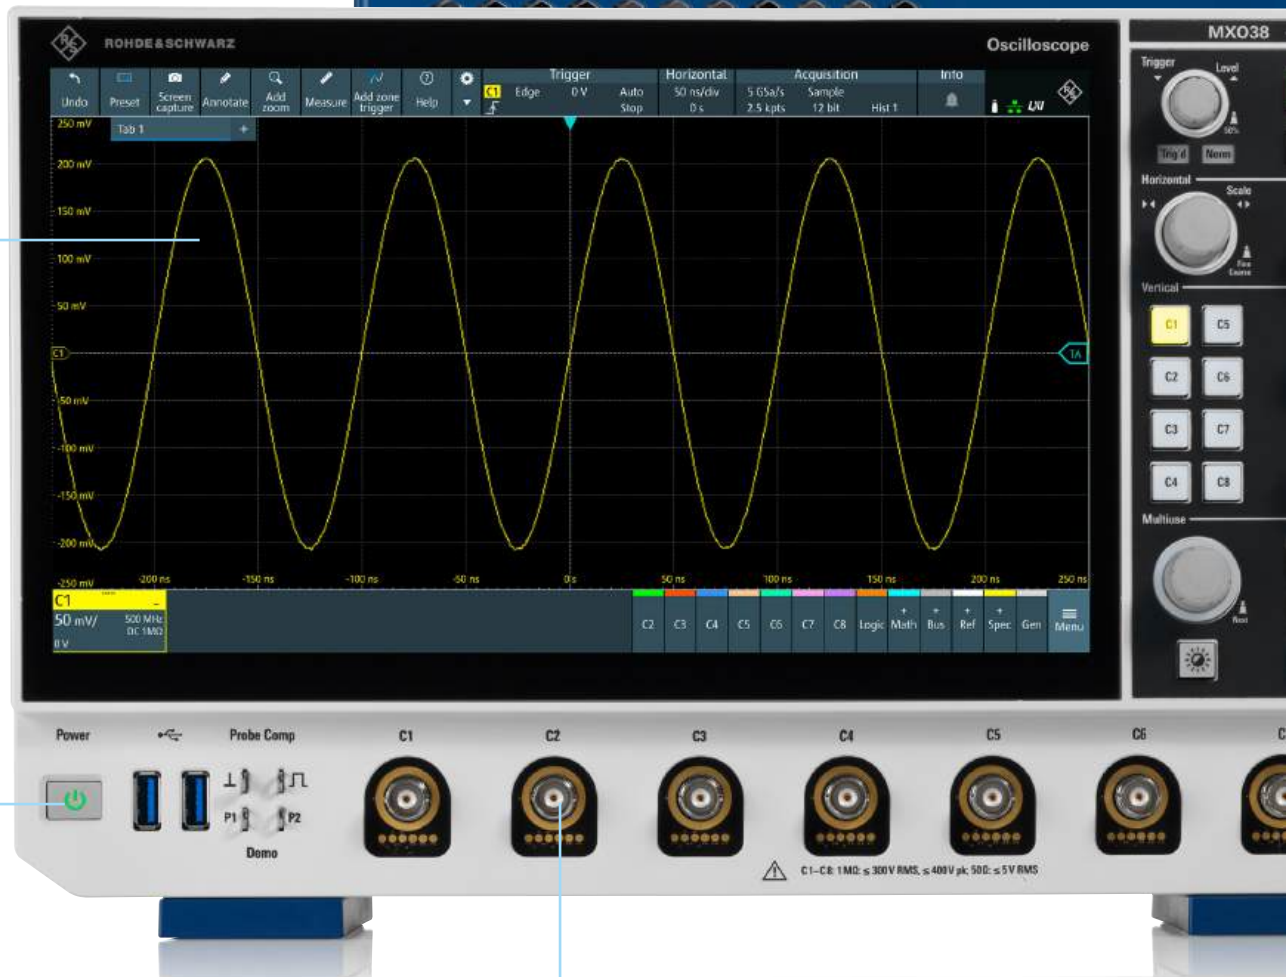 MXO38
R&S ROHDE&SCHWARZ
Oscilloscope
Undo
Preset
Screen capture
Annotate
Add zoom
Measure
Add zone trigger
Help
Trigger
C1 Edge 0 V Auto
Stop
Horizontal
50 ns/div
0 s
Acquisition
5 GSa/s Sample
2.5 kpts 12 bit Hist 1
Info
LXI
R&S
Tab 1 +
250 mV
200 mV
150 mV
100 mV
50 mV
C1
TA
-50 mV
-100 mV
-150 mV
-200 mV
-250 mV
-200 ns -150 ns -100 ns -50 ns 0 s 50 ns 100 ns 150 ns 200 ns 250 ns
C1
50 mV/ 500 MHz
DC 1MΩ
0 V
C2 C3 C4 C5 C6 C7 C8 Logic + Math + Bus + Ref + Spec Gen Menu
Trigger Level
50%
Trig'd Norm
Horizontal
Scale
Fine
Coarse
Vertical
C1 C5
C2 C6
C3 C7
C4 C8
Multiuse
Power
Probe Comp
C1 C2 C3 C4 C5 C6
P1 P2
Demo
C1–C8: 1 MΩ: ≤ 300 V RMS, ≤ 400 V pk; 50 Ω: ≤ 5 V RMS